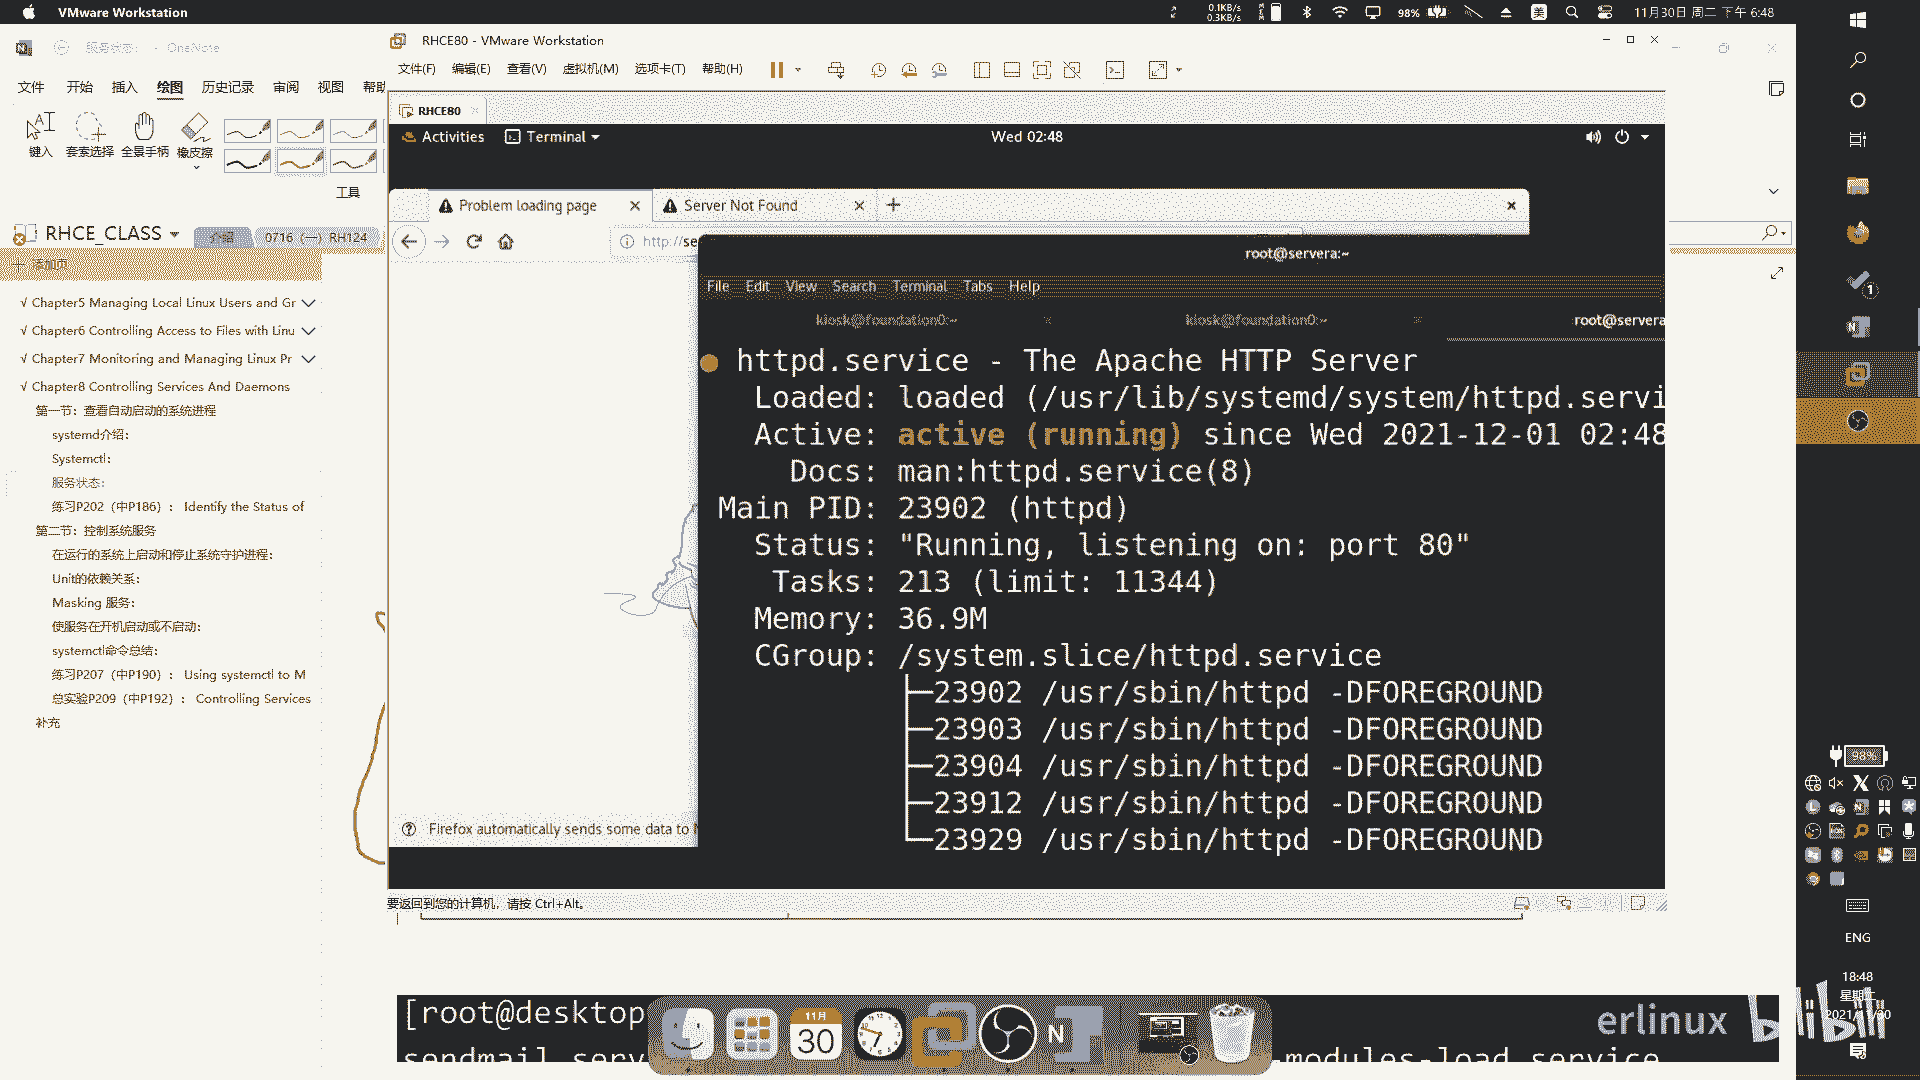 VMware Workstation
0.1KB/s
0.3KB/s
98%
美
11月30日 周二 下午 6:48
服务状态: - OneNote
文件 开始 插入 绘图 历史记录 审阅 视图 帮助
键入 套索选择 全景手柄 橡皮擦
工具
RHCE_CLASS
介绍
0716 (一) RH124
添加页
√ Chapter5 Managing Local Linux Users and Gr
√ Chapter6 Controlling Access to Files with Linu
√ Chapter7 Monitoring and Managing Linux Pr
√ Chapter8 Controlling Services And Daemons
第一节: 查看自动启动的系统进程
systemd介绍:
Systemctl:
服务状态:
练习P202 (中P186) : Identify the Status of
第二节: 控制系统服务
在运行的系统上启动和停止系统守护进程:
Unit的依赖关系:
Masking 服务:
使服务在开机启动或不启动:
systemctl命令总结:
练习P207 (中P190) : Using systemctl to M
总实验P209 (中P192) : Controlling Services
补充
RHCE80 - VMware Workstation
文件(F) 编辑(E) 查看(V) 虚拟机(M) 选项卡(T) 帮助(H)
RHCE80
Activities Terminal Wed 02:48
Problem loading page
Server Not Found
http://se
root@servera:~
File Edit View Search Terminal Tabs Help
kiosk@foundation0:~
kiosk@foundation0:~
root@servera
● httpd.service - The Apache HTTP Server
Loaded: loaded (/usr/lib/systemd/system/httpd.servi
Active: active (running) since Wed 2021-12-01 02:48
Docs: man:httpd.service(8)
Main PID: 23902 (httpd)
Status: "Running, listening on: port 80"
Tasks: 213 (limit: 11344)
Memory: 36.9M
CGroup: /system.slice/httpd.service
├─23902 /usr/sbin/httpd -DFOREGROUND
├─23903 /usr/sbin/httpd -DFOREGROUND
├─23904 /usr/sbin/httpd -DFOREGROUND
├─23912 /usr/sbin/httpd -DFOREGROUND
└─23929 /usr/sbin/httpd -DFOREGROUND
Firefox automatically sends some data to
要返回到您的计算机，请按 Ctrl+Alt。
[root@desktop
sendmail.serv
-modules-load.service
11月
30
98%
ENG
18:48
星期二
erlinux
bilibili